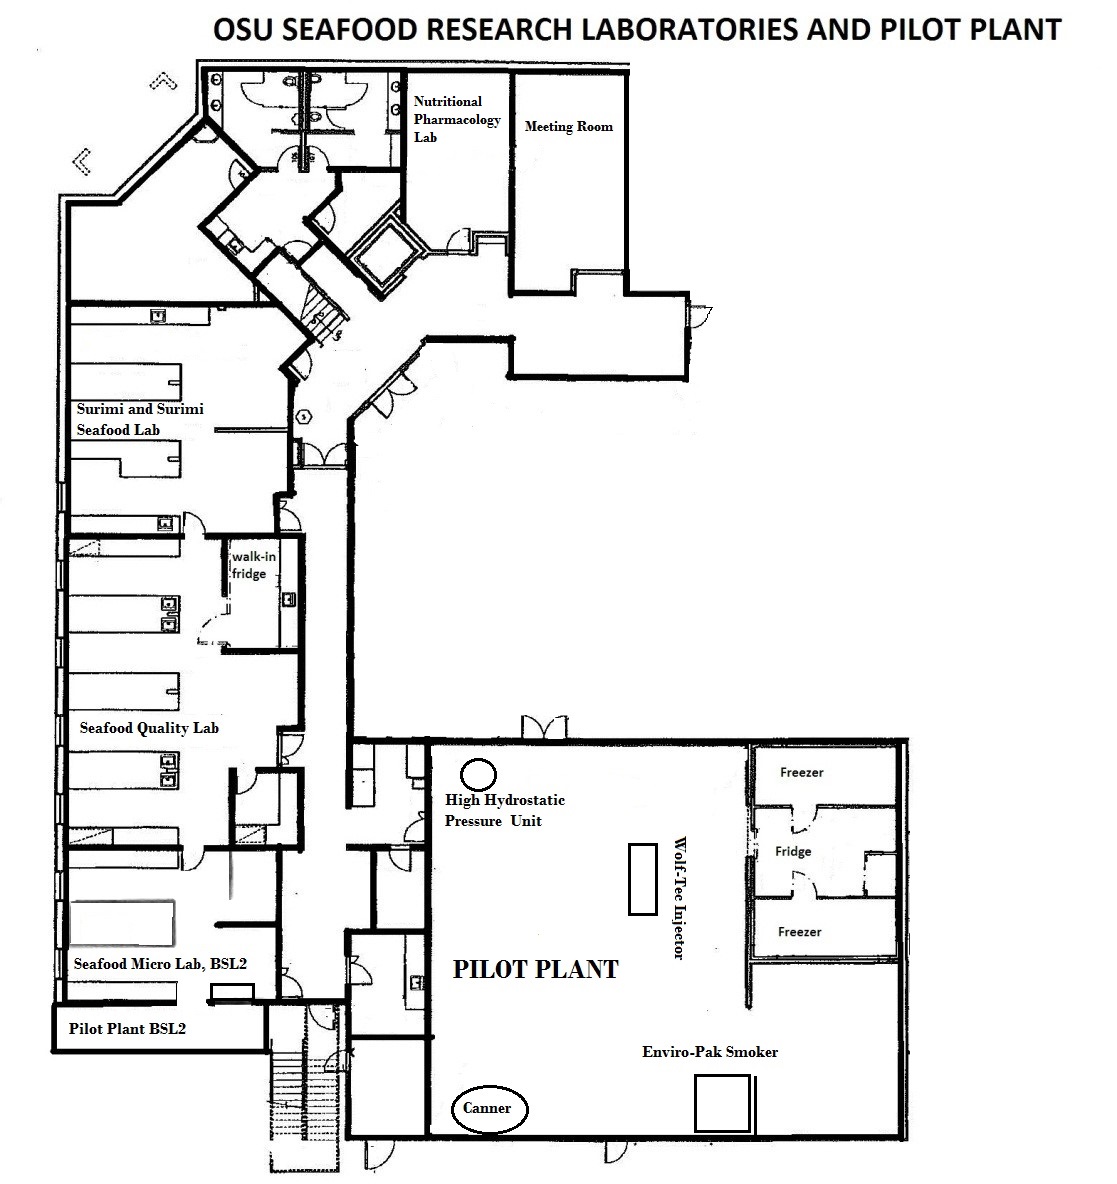 OSU SEAFOOD RESEARCH LABORATORIES AND PILOT PLANT
Nutritional
Pharmacology
Lab
Meeting Room
Surimi and Surimi
Seafood Lab
walk-in
fridge
Seafood Quality Lab
High Hydrostatic
Pressure Unit
Wolf-Tec Injector
Freezer
Fridge
Freezer
PILOT PLANT
Seafood Micro Lab, BSL2
Pilot Plant BSL2
Enviro-Pak Smoker
Canner